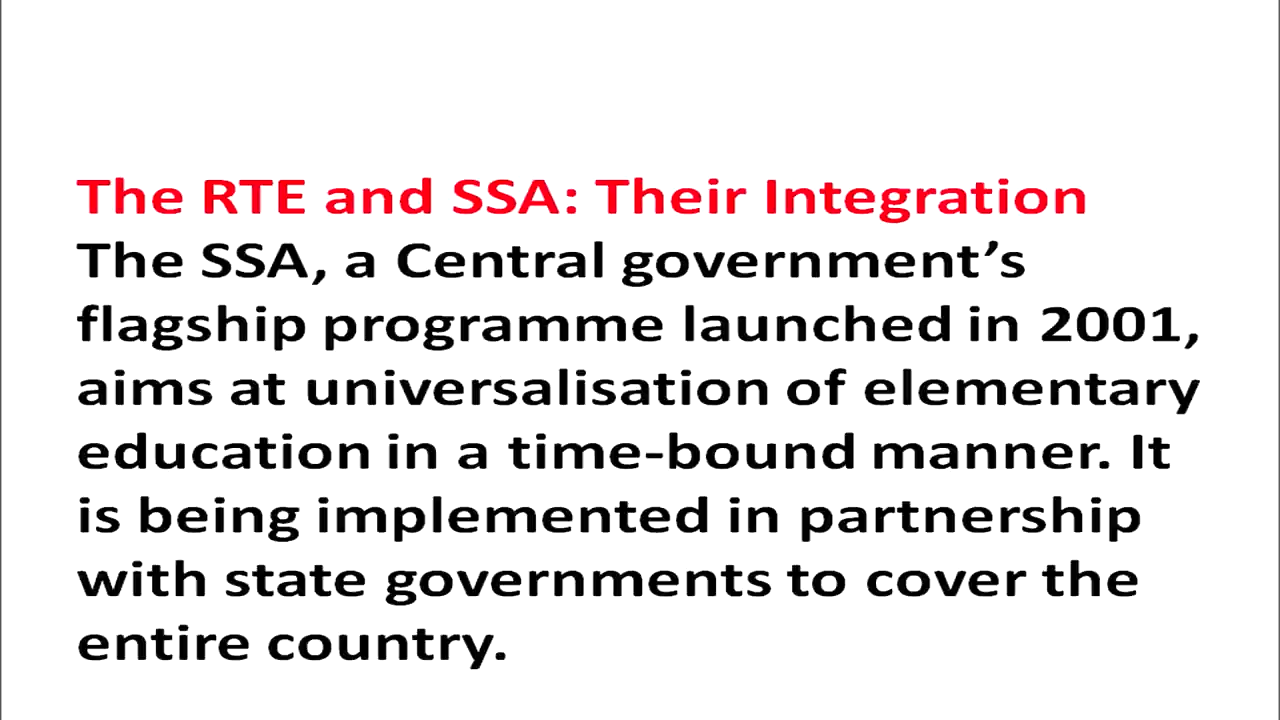 The RTE and SSA: Their Integration
The SSA, a Central government’s
flagship programme launched in 2001,
aims at universalisation of elementary
education in a time-bound manner. It
is being implemented in partnership
with state governments to cover the
entire country.